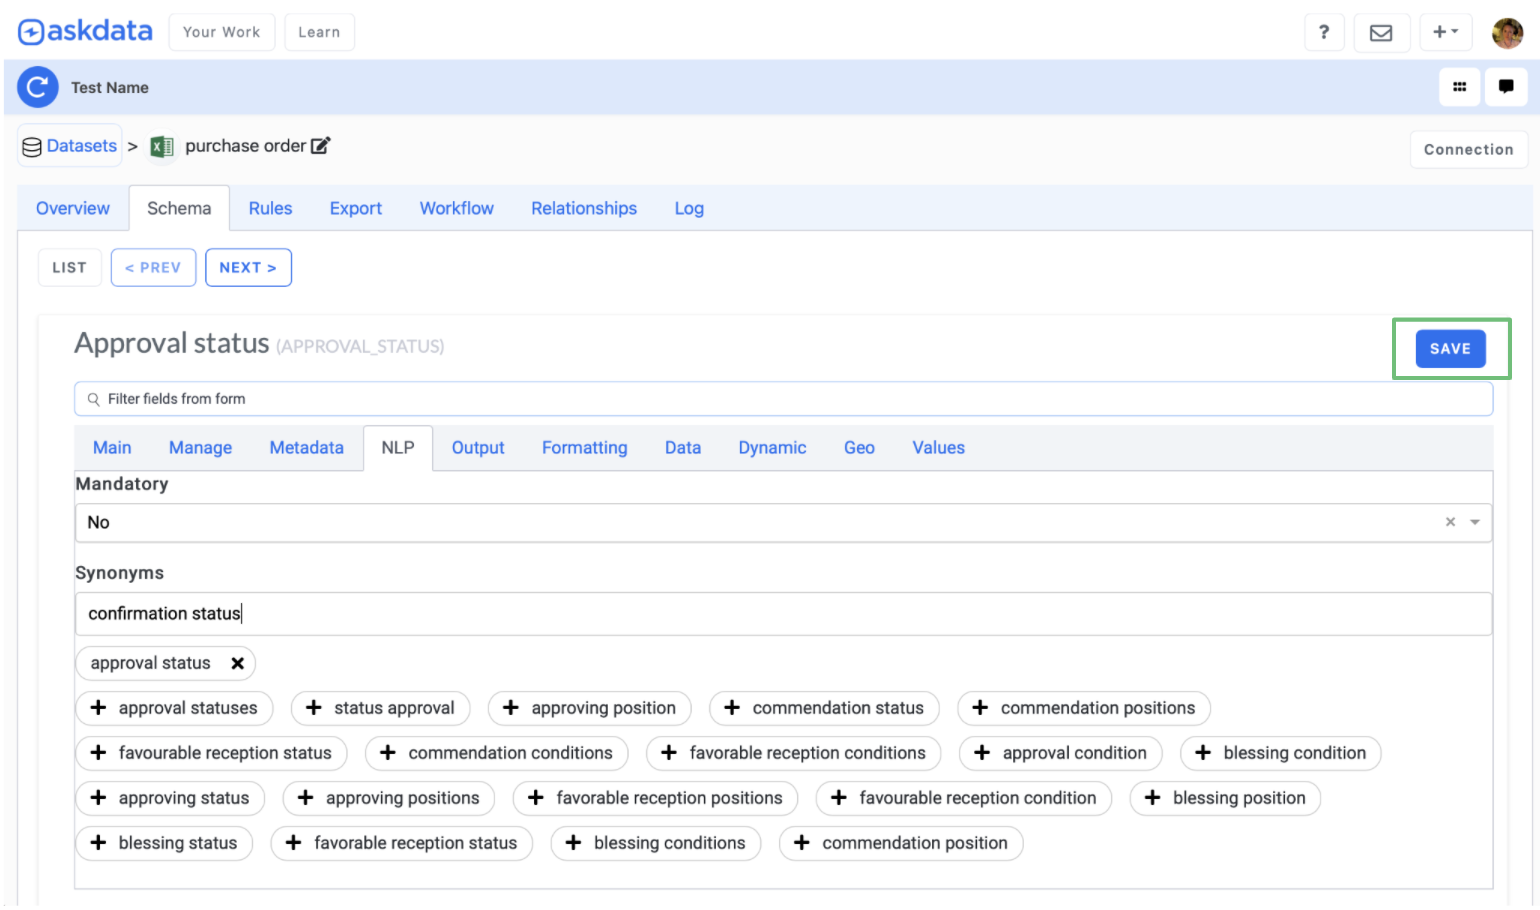 askdata Your Work Learn ? +
Test Name
Datasets > purchase order
Connection
Overview Schema Rules Export Workflow Relationships Log
LIST < PREV NEXT >
Approval status (APPROVAL_STATUS)
SAVE
Filter fields from form
Main Manage Metadata NLP Output Formatting Data Dynamic Geo Values
Mandatory
No ×
Synonyms
confirmation status
approval status ×
+ approval statuses + status approval + approving position + commendation status + commendation positions
+ favourable reception status + commendation conditions + favorable reception conditions + approval condition + blessing condition
+ approving status + approving positions + favorable reception positions + favourable reception condition + blessing position
+ blessing status + favorable reception status + blessing conditions + commendation position